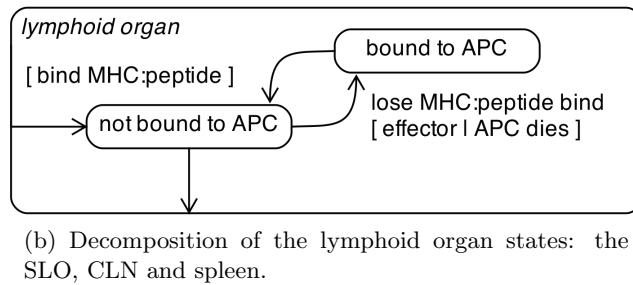 lymphoid organ
bound to APC
[ bind MHC:peptide ]
lose MHC:peptide bind
[ effector | APC dies ]
not bound to APC
(b) Decomposition of the lymphoid organ states: the
SLO, CLN and spleen.